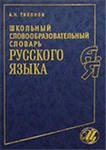 А.Н. ТИХОНОВ
ШКОЛЬНЫЙ
СЛОВООБРАЗОВАТЕЛЬНЫЙ
СЛОВАРЬ
РУССКОГО
ЯЗЫКА